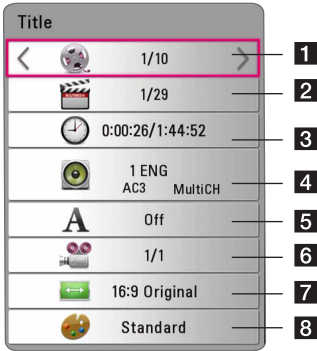 Title
1/10 1
1/29 2
0:00:26/1:44:52 3
1 ENG
AC3 MultiCH 4
A Off 5
1/1 6
16:9 Original 7
Standard 8